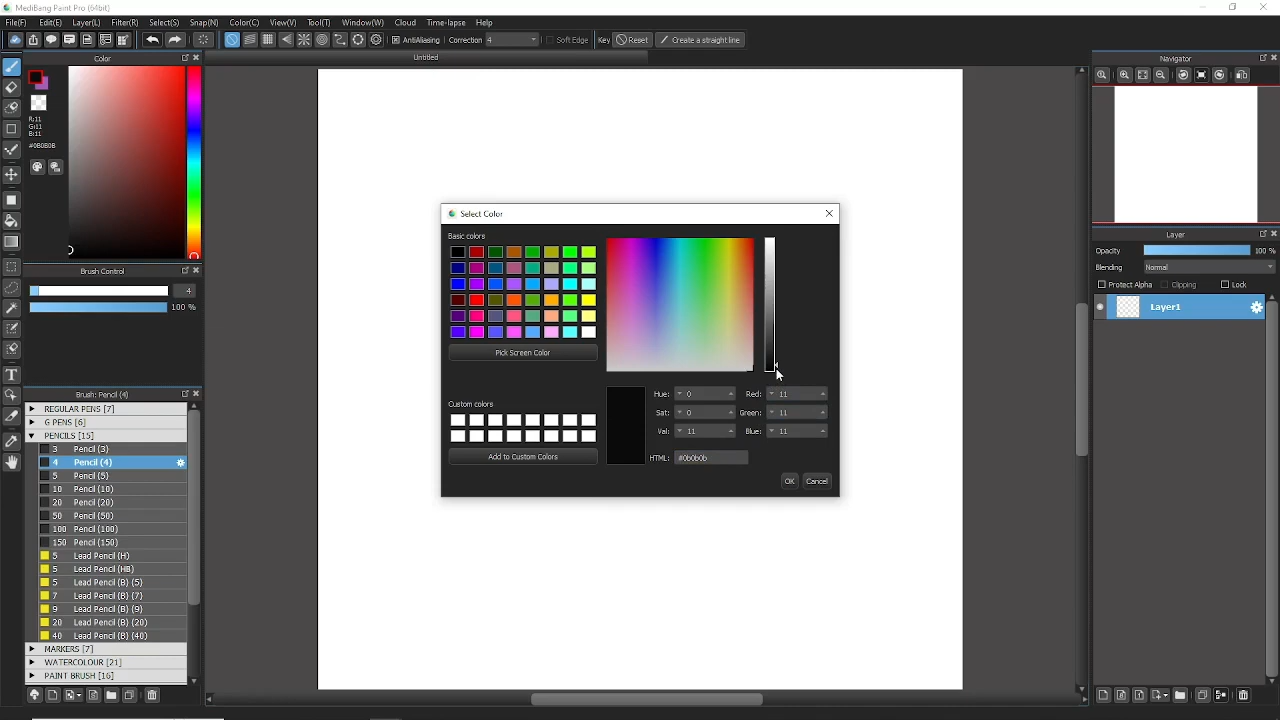 MediBang Paint Pro (64bit)
File(F) Edit(E) Layer(L) Filter(R) Select(S) Snap(N) Color(C) View(V) Tool(T) Window(W) Cloud Time-lapse Help
AntiAliasing Correction 4 Soft Edge Key Reset Create a straight line
Color
Untitled
Navigator
R:11
G:11
B:11
#0B0B0B
Brush Control
4
100 %
Brush: Pencil (4)
REGULAR PENS [7]
G PENS [6]
PENCILS [15]
3 Pencil (3)
4 Pencil (4)
5 Pencil (5)
10 Pencil (10)
20 Pencil (20)
50 Pencil (50)
100 Pencil (100)
150 Pencil (150)
5 Lead Pencil (H)
5 Lead Pencil (HB)
5 Lead Pencil (B) (5)
7 Lead Pencil (B) (7)
9 Lead Pencil (B) (9)
20 Lead Pencil (B) (20)
40 Lead Pencil (B) (40)
MARKERS [7]
WATERCOLOUR [21]
PAINT BRUSH [16]
Select Color
Basic colors
Pick Screen Color
Custom colors
Add to Custom Colors
Hue: 0 Red: 11
Sat: 0 Green: 11
Val: 11 Blue: 11
HTML: #0b0b0b
OK Cancel
Layer
Opacity 100 %
Blending Normal
Protect Alpha Clipping Lock
Layer1